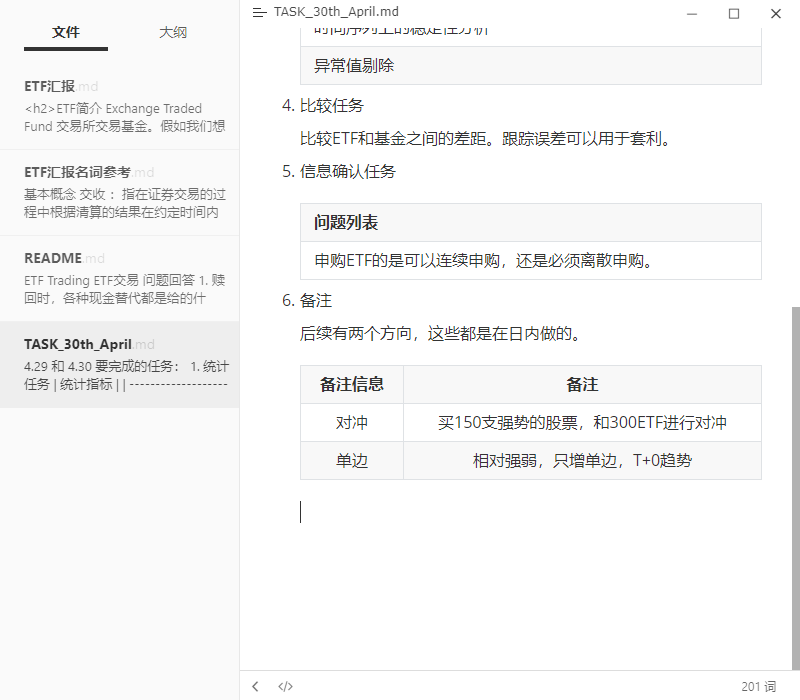 文件
大纲
ETF汇报.md
<h2>ETF简介 Exchange Traded
Fund 交易所交易基金。假如我们想
ETF汇报名词参考.md
基本概念 交收 ：指在证券交易的过
程中根据清算的结果在约定时间内
README.md
ETF Trading ETF交易 问题回答 1. 赎
回时，各种现金替代都是给的什
TASK_30th_April.md
4.29 和 4.30 要完成的任务： 1. 统计
任务 | 统计指标 | | -------------------
TASK_30th_April.md
时间序列上的稳定性分析
异常值剔除
4. 比较任务
比较ETF和基金之间的差距。跟踪误差可以用于套利。
5. 信息确认任务
问题列表
申购ETF的是可以连续申购，还是必须离散申购。
6. 备注
后续有两个方向，这些都是在日内做的。
备注信息 备注
对冲 买150支强势的股票，和300ETF进行对冲
单边 相对强弱，只增单边，T+0趋势
201 词